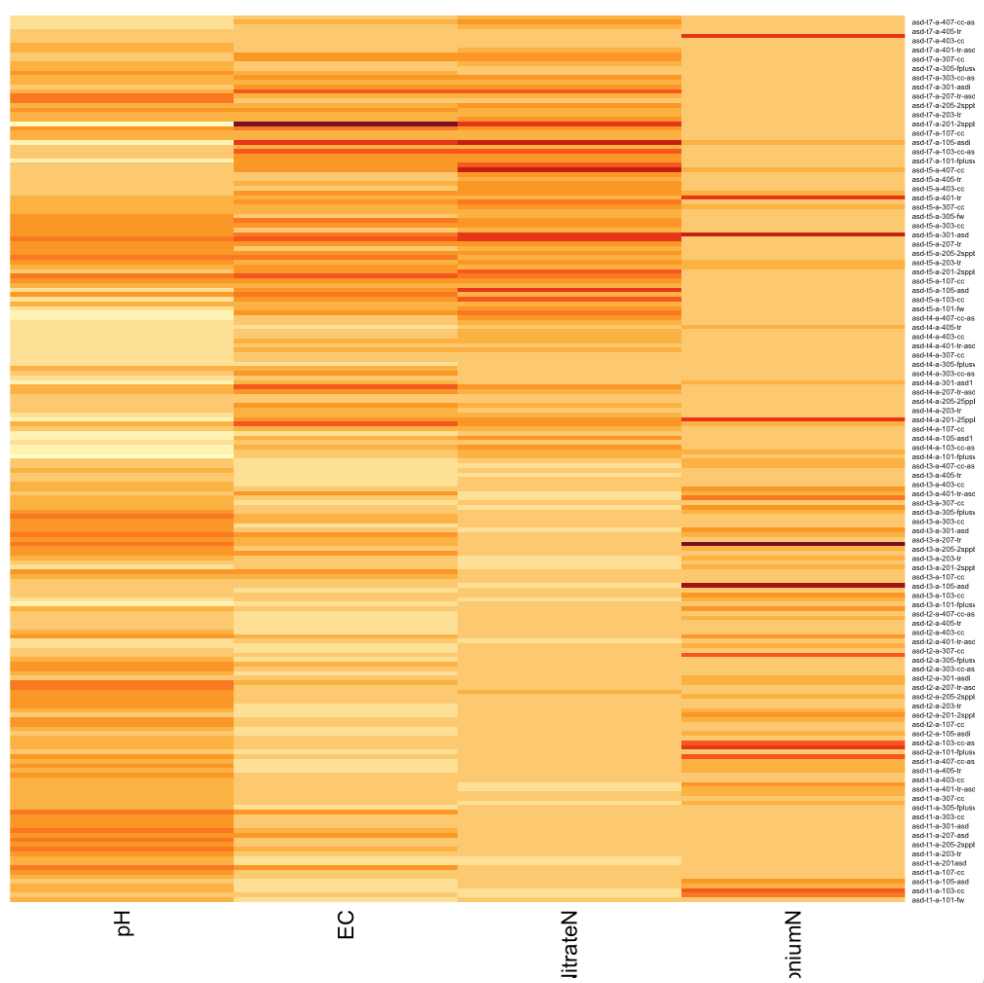 asd-t7-a-407-cc-as
asd-t7-a-405-tr
asd-t7-a-403-cc
asd-t7-a-401-tr-asd
asd-t7-a-307-cc
asd-t7-a-305-fplusw
asd-t7-a-303-cc-as
asd-t7-a-301-asdi
asd-t7-a-207-tr-asd
asd-t7-a-205-2sppb
asd-t7-a-203-tr
asd-t7-a-201-2sppb
asd-t7-a-107-cc
asd-t7-a-105-asdi
asd-t7-a-103-cc-as
asd-t7-a-101-fplusw
asd-t5-a-407-cc
asd-t5-a-405-tr
asd-t5-a-403-cc
asd-t5-a-401-tr
asd-t5-a-307-cc
asd-t5-a-305-fw
asd-t5-a-303-cc
asd-t5-a-301-asd
asd-t5-a-207-tr
asd-t5-a-205-2sppb
asd-t5-a-203-tr
asd-t5-a-201-2sppb
asd-t5-a-107-cc
asd-t5-a-105-asd
asd-t5-a-103-cc
asd-t5-a-101-fw
asd-t4-a-407-cc-as
asd-t4-a-405-tr
asd-t4-a-403-cc
asd-t4-a-401-tr-asd
asd-t4-a-307-cc
asd-t4-a-305-fplusw
asd-t4-a-303-cc-as
asd-t4-a-301-asd1
asd-t4-a-207-tr-asd
asd-t4-a-205-25ppl
asd-t4-a-203-tr
asd-t4-a-201-25ppl
asd-t4-a-107-cc
asd-t4-a-105-asd1
asd-t4-a-103-cc-as
asd-t4-a-101-fplusw
asd-t3-a-407-cc-as
asd-t3-a-405-tr
asd-t3-a-403-cc
asd-t3-a-401-tr-asd
asd-t3-a-307-cc
asd-t3-a-305-fplusw
asd-t3-a-303-cc
asd-t3-a-301-asd
asd-t3-a-207-tr
asd-t3-a-205-2sppb
asd-t3-a-203-tr
asd-t3-a-201-2sppb
asd-t3-a-107-cc
asd-t3-a-105-asd
asd-t3-a-103-cc
asd-t3-a-101-fplusw
asd-t2-a-407-cc-as
asd-t2-a-405-tr
asd-t2-a-403-cc
asd-t2-a-401-tr-asd
asd-t2-a-307-cc
asd-t2-a-305-fplusw
asd-t2-a-303-cc-as
asd-t2-a-301-asdi
asd-t2-a-207-tr-asd
asd-t2-a-205-2sppb
asd-t2-a-203-tr
asd-t2-a-201-2sppb
asd-t2-a-107-cc
asd-t2-a-105-asdi
asd-t2-a-103-cc-as
asd-t2-a-101-fplusw
asd-t1-a-407-cc-as
asd-t1-a-405-tr
asd-t1-a-403-cc
asd-t1-a-401-tr-asd
asd-t1-a-307-cc
asd-t1-a-305-fplusw
asd-t1-a-303-cc
asd-t1-a-301-asd
asd-t1-a-207-asd
asd-t1-a-205-2sppb
asd-t1-a-203-tr
asd-t1-a-201asd
asd-t1-a-107-cc
asd-t1-a-105-asd
asd-t1-a-103-cc
asd-t1-a-101-fw
pH
EC
litrateN
oniumN